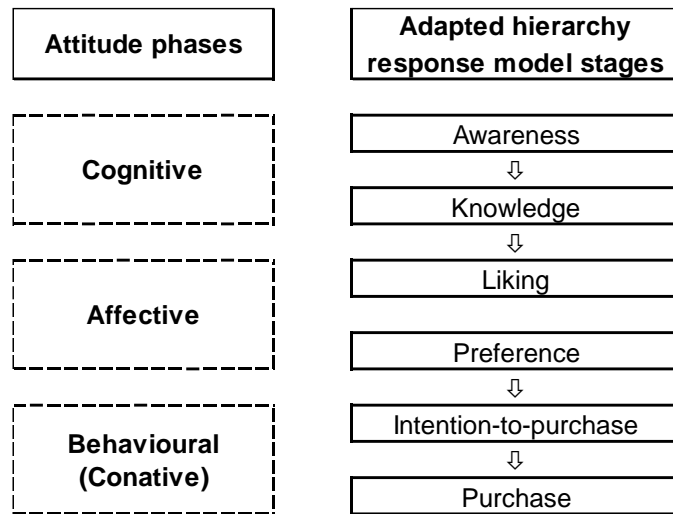 Attitude phases
Adapted hierarchy
response model stages
Cognitive
Awareness
⇩
Knowledge
⇩
Liking
Affective
Preference
⇩
Behavioural
(Conative)
Intention-to-purchase
⇩
Purchase